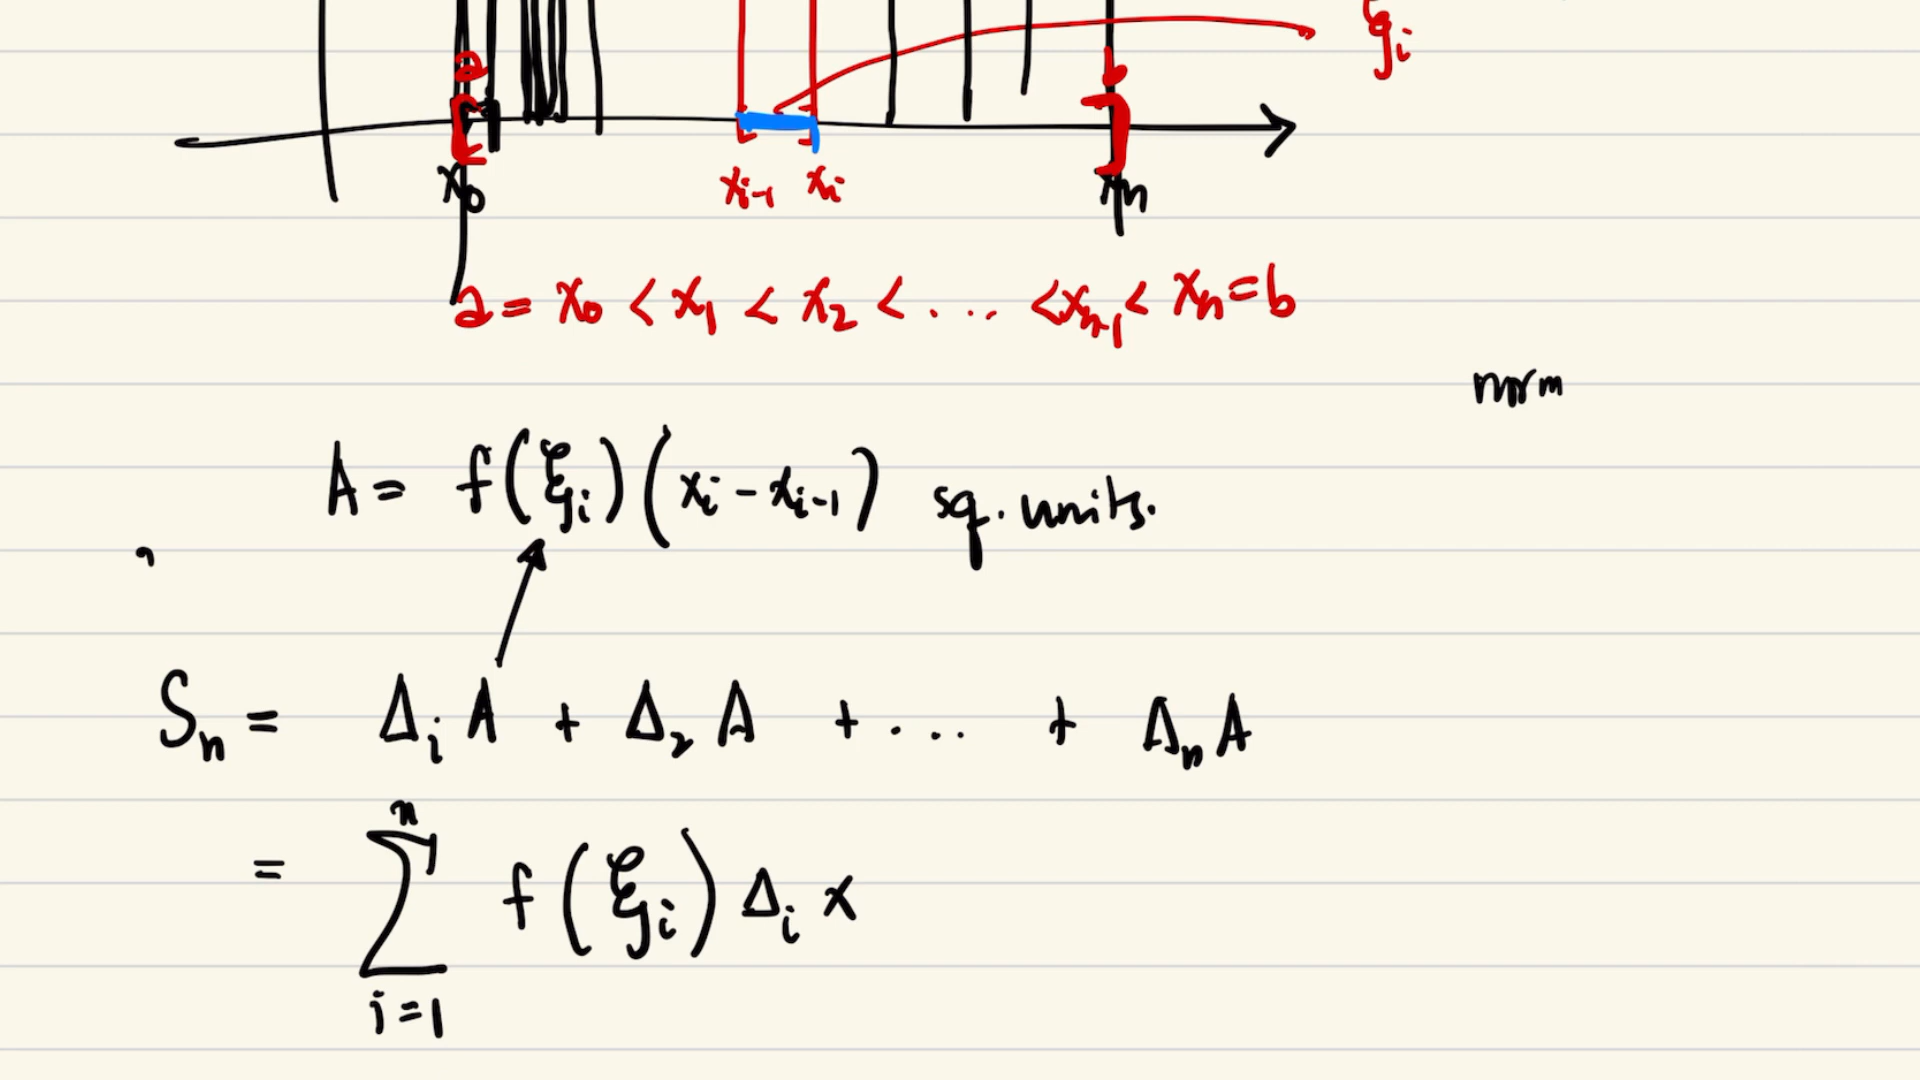 ξᵢ
a b
x₀ xᵢ₋₁ xᵢ xₙ
a = x₀ < x₁ < x₂ < . ... < xₙ₋₁ < xₙ = b
norm
A = f(ξᵢ)(xᵢ - xᵢ₋₁) sq. units.
Sₙ = Δᵢ A + Δ₂ A + . ... + Δₙ A
= ∑ⁿᵢ₌₁ f(ξᵢ) Δᵢ x